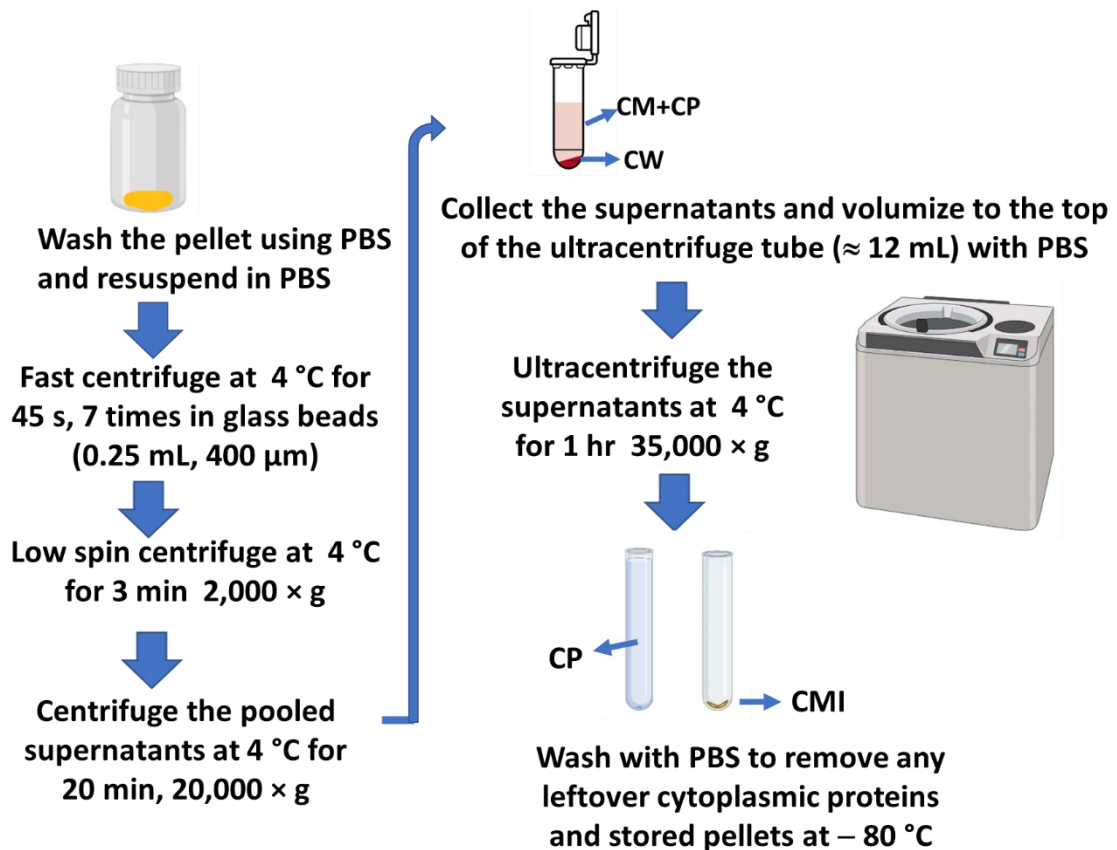 Wash the pellet using PBS
and resuspend in PBS
Fast centrifuge at 4 °C for
45 s, 7 times in glass beads
(0.25 mL, 400 µm)
Low spin centrifuge at 4 °C
for 3 min 2,000 × g
Centrifuge the pooled
supernatants at 4 °C for
20 min, 20,000 × g
CM+CP
CW
Collect the supernatants and volumize to the top
of the ultracentrifuge tube (≈ 12 mL) with PBS
Ultracentrifuge the
supernatants at 4 °C
for 1 hr 35,000 × g
CP
CMI
Wash with PBS to remove any
leftover cytoplasmic proteins
and stored pellets at – 80 °C